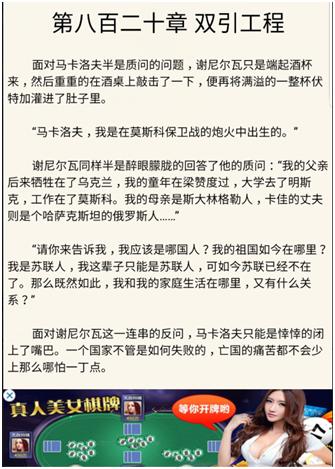 第八百二十章 双引工程
面对马卡洛夫半是质问的问题，谢尼尔瓦只是端起酒杯
来，然后重重的在酒桌上敲击了一下，便再将满溢的一整杯伏
特加灌进了肚子里。
“马卡洛夫，我是在莫斯科保卫战的炮火中出生的。”
谢尼尔瓦同样半是醉眼朦胧的回答了他的质问：“我的父亲
后来牺牲在了乌克兰，我的童年在梁赞度过，大学去了明斯
克，工作在了莫斯科。我的母亲是斯大林格勒人，卡佳的丈夫
则是个哈萨克斯坦的俄罗斯人……”
“请你来告诉我，我应该是哪国人？我的祖国如今在哪里？
我是苏联人，我这辈子只能是苏联人，可如今苏联已经不在
了。那么既然如此，我和我的家庭生活在哪里，又有什么关
系？”
面对谢尼尔瓦这一连串的反问，马卡洛夫只能是悻悻的闭
上了嘴巴。一个国家不管是如何失败的，亡国的痛苦都不会少
上那么哪怕一丁点。
真人美女棋牌
等你开牌哟